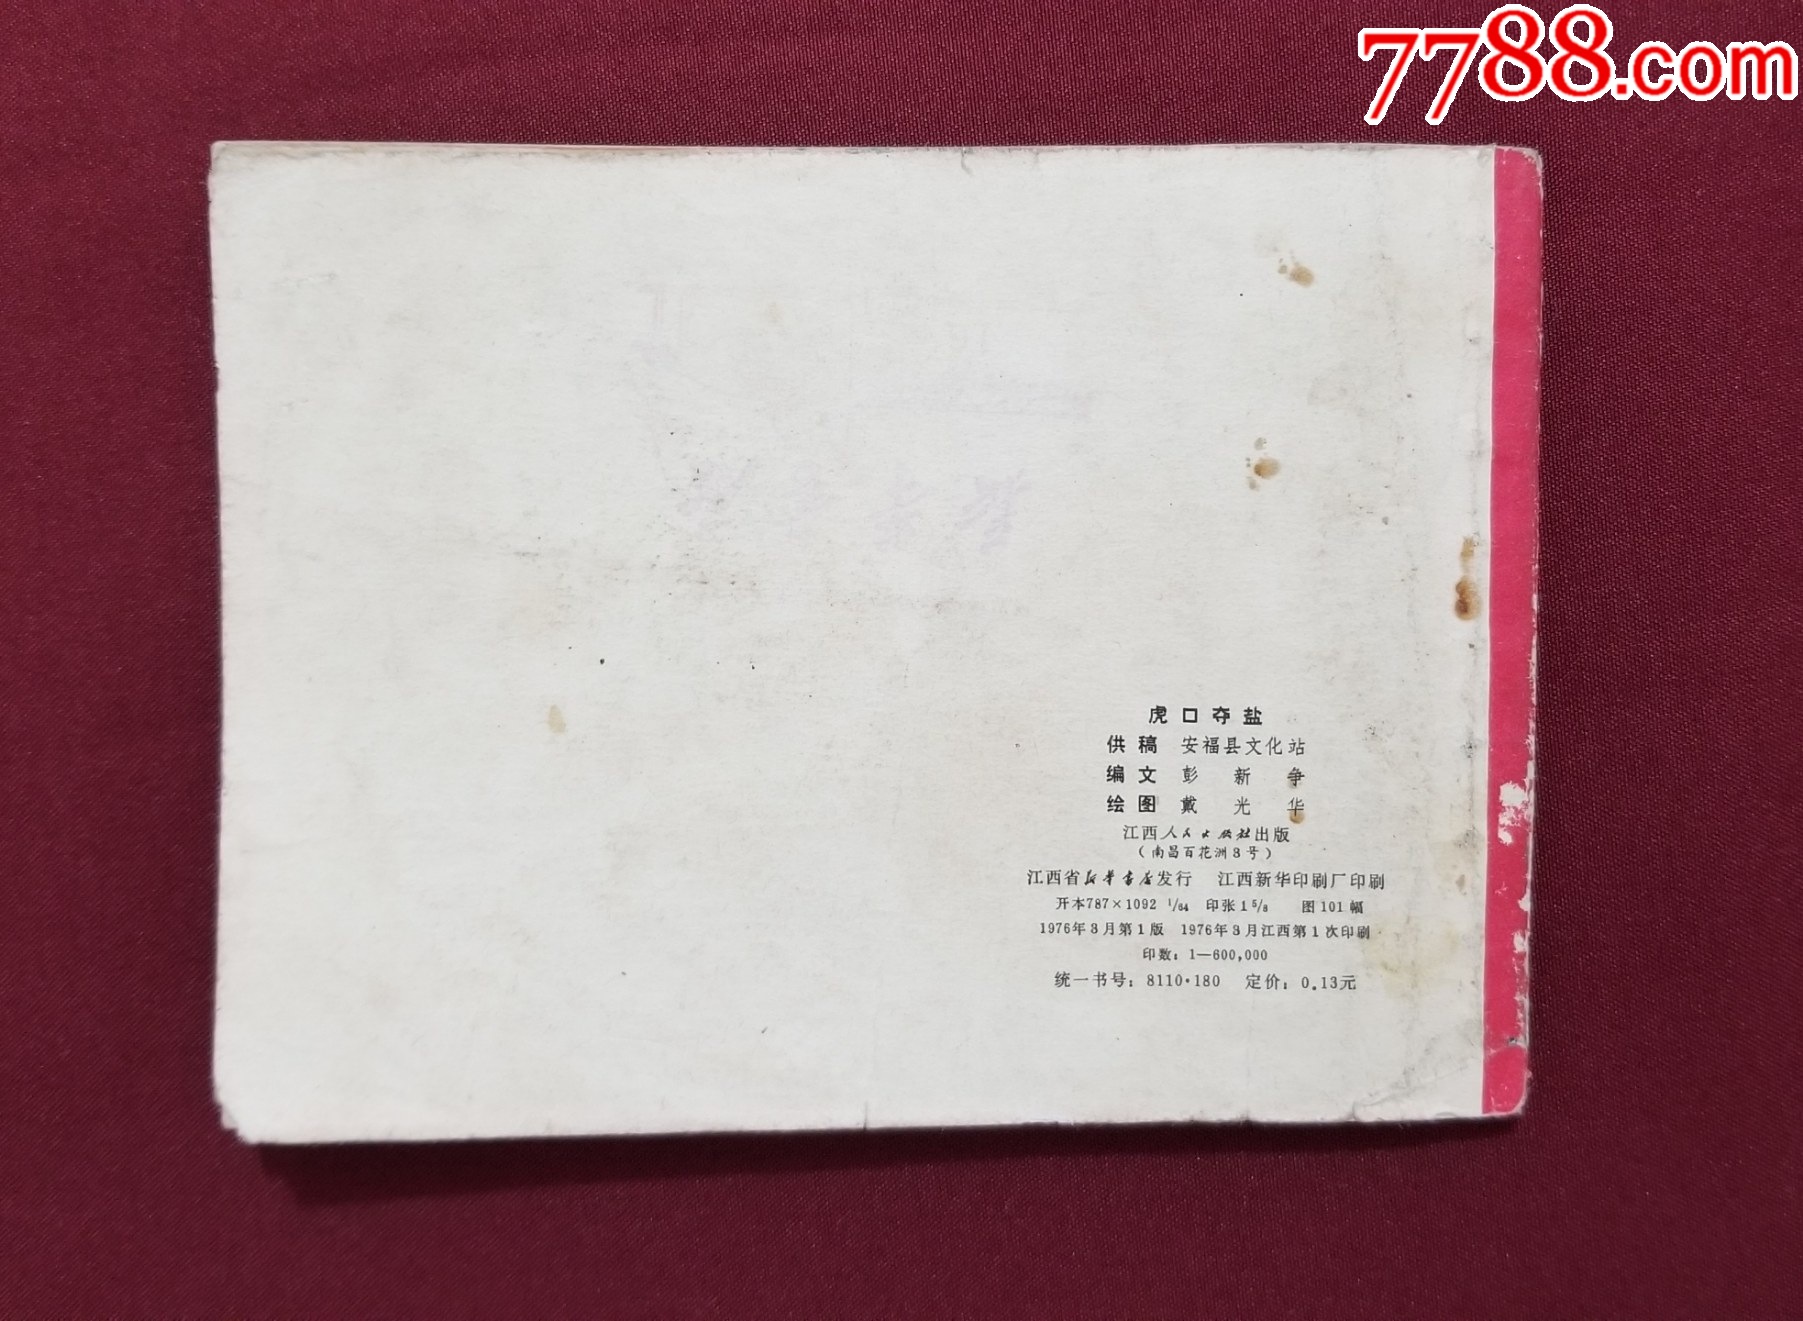 7788.com
虎口夺盐
供稿 安福县文化站
编文 彭新争
绘图 戴光华
江西人民出版社出版
(南昌百花洲3号)
江西省新华书店发行 江西新华印刷厂印刷
开本787×1092 1/64 印张1 5/8 图101幅
1976年3月第1版 1976年3月江西第1次印刷
印数：1—600,000
统一书号：8110·180 定价：0.13元